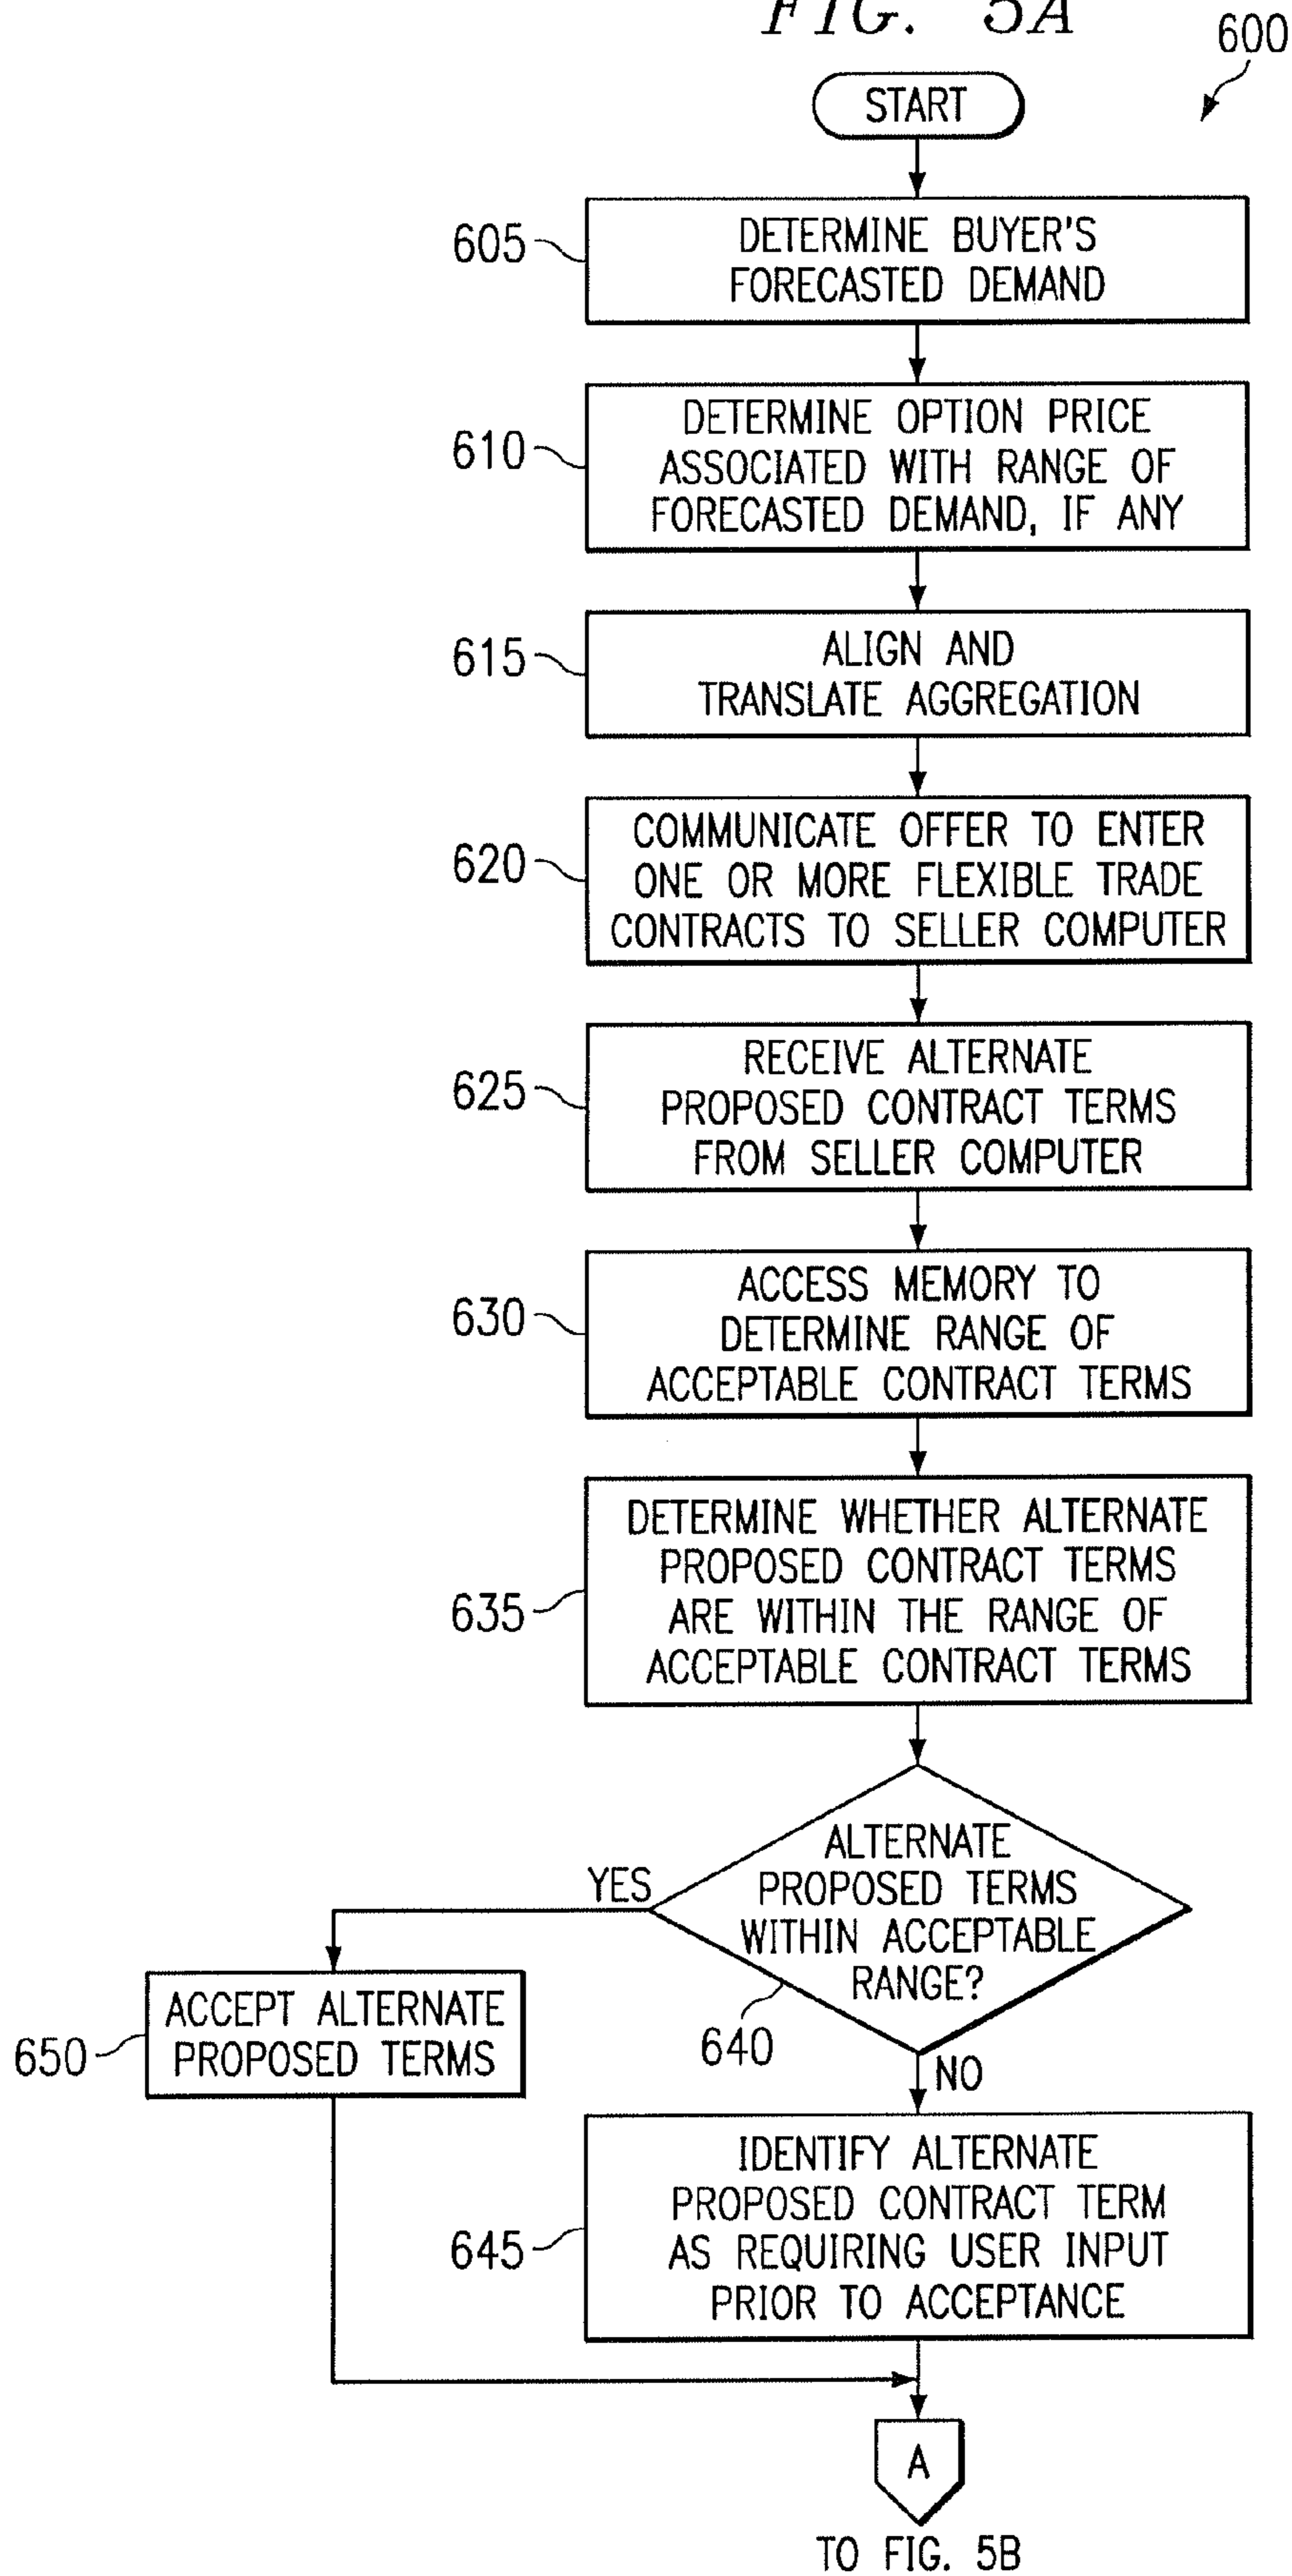 FIG. 5A
600
START
605
DETERMINE BUYER'S
FORECASTED DEMAND
610
DETERMINE OPTION PRICE
ASSOCIATED WITH RANGE OF
FORECASTED DEMAND, IF ANY
615
ALIGN AND
TRANSLATE AGGREGATION
620
COMMUNICATE OFFER TO ENTER
ONE OR MORE FLEXIBLE TRADE
CONTRACTS TO SELLER COMPUTER
625
RECEIVE ALTERNATE
PROPOSED CONTRACT TERMS
FROM SELLER COMPUTER
630
ACCESS MEMORY TO
DETERMINE RANGE OF
ACCEPTABLE CONTRACT TERMS
635
DETERMINE WHETHER ALTERNATE
PROPOSED CONTRACT TERMS
ARE WITHIN THE RANGE OF
ACCEPTABLE CONTRACT TERMS
ALTERNATE
PROPOSED TERMS
WITHIN ACCEPTABLE
RANGE?
640
YES
650
ACCEPT ALTERNATE
PROPOSED TERMS
NO
645
IDENTIFY ALTERNATE
PROPOSED CONTRACT TERM
AS REQUIRING USER INPUT
PRIOR TO ACCEPTANCE
A
TO FIG. 5B